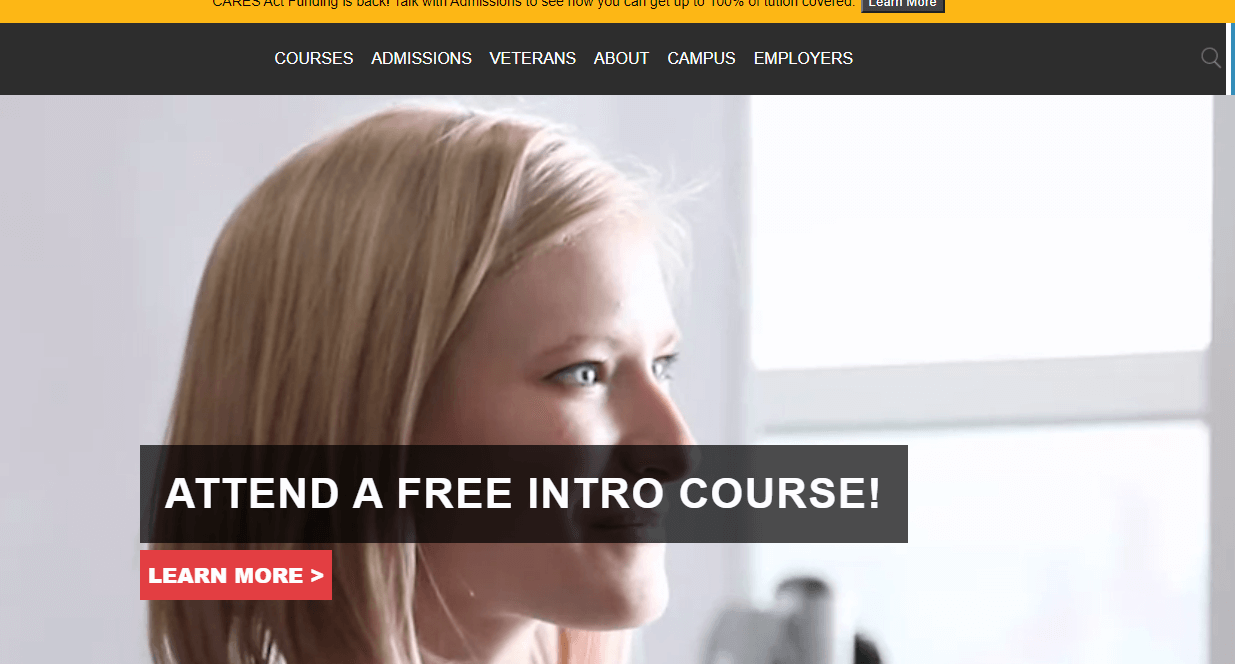 CARES Act Funding is back! Talk with Admissions to see how you can get up to 100% of tution covered. Learn More
COURSES ADMISSIONS VETERANS ABOUT CAMPUS EMPLOYERS
ATTEND A FREE INTRO COURSE!
LEARN MORE >